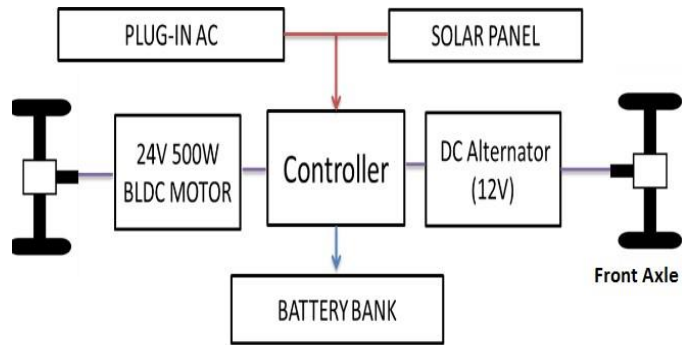 PLUG-IN AC
SOLAR PANEL
24V 500W
BLDC MOTOR
Controller
DC Alternator
(12V)
Front Axle
BATTERY BANK